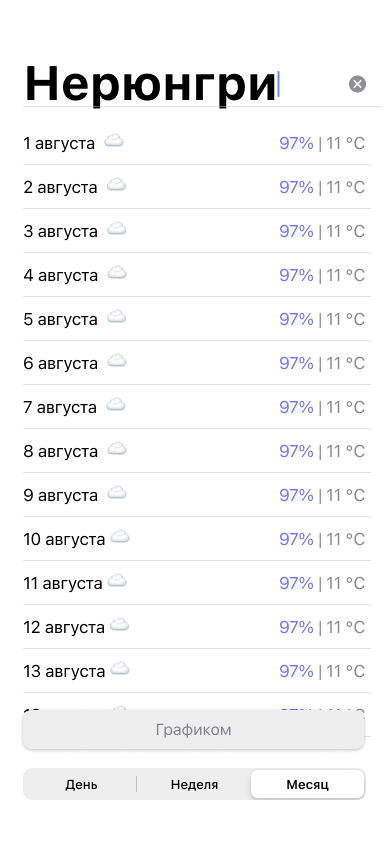 Нерюнгри
1 августа 97% | 11 °C
2 августа 97% | 11 °C
3 августа 97% | 11 °C
4 августа 97% | 11 °C
5 августа 97% | 11 °C
6 августа 97% | 11 °C
7 августа 97% | 11 °C
8 августа 97% | 11 °C
9 августа 97% | 11 °C
10 августа 97% | 11 °C
11 августа 97% | 11 °C
12 августа 97% | 11 °C
13 августа 97% | 11 °C
Графиком
День Неделя Месяц